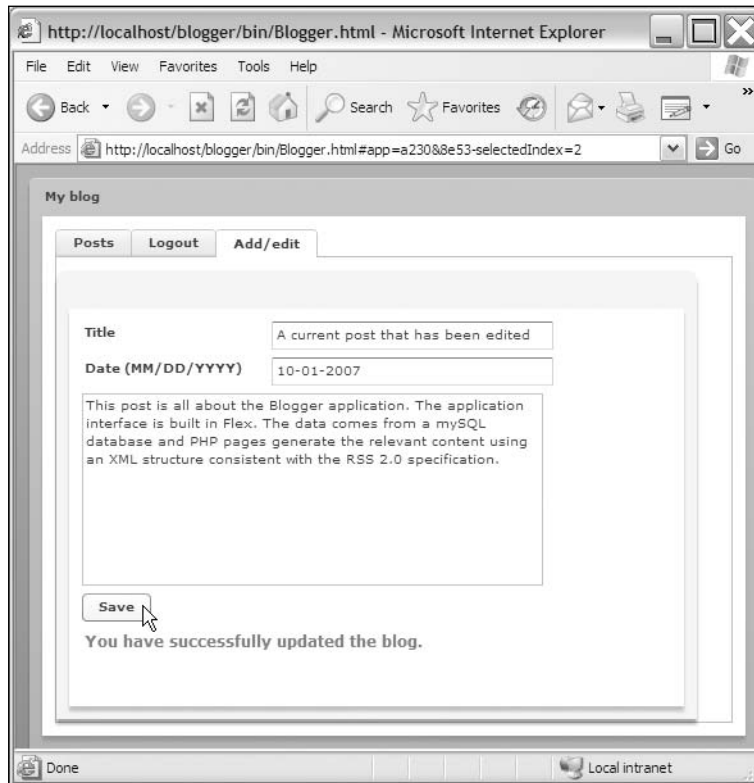 http://localhost/blogger/bin/Blogger.html - Microsoft Internet Explorer
File Edit View Favorites Tools Help
Back Search Favorites »
Address http://localhost/blogger/bin/Blogger.html#app=a230&8e53-selectedIndex=2 Go
My blog
Posts Logout Add/edit
Title A current post that has been edited
Date (MM/DD/YYYY) 10-01-2007
This post is all about the Blogger application. The application
interface is built in Flex. The data comes from a mySQL
database and PHP pages generate the relevant content using
an XML structure consistent with the RSS 2.0 specification.
Save
You have successfully updated the blog.
Done Local intranet